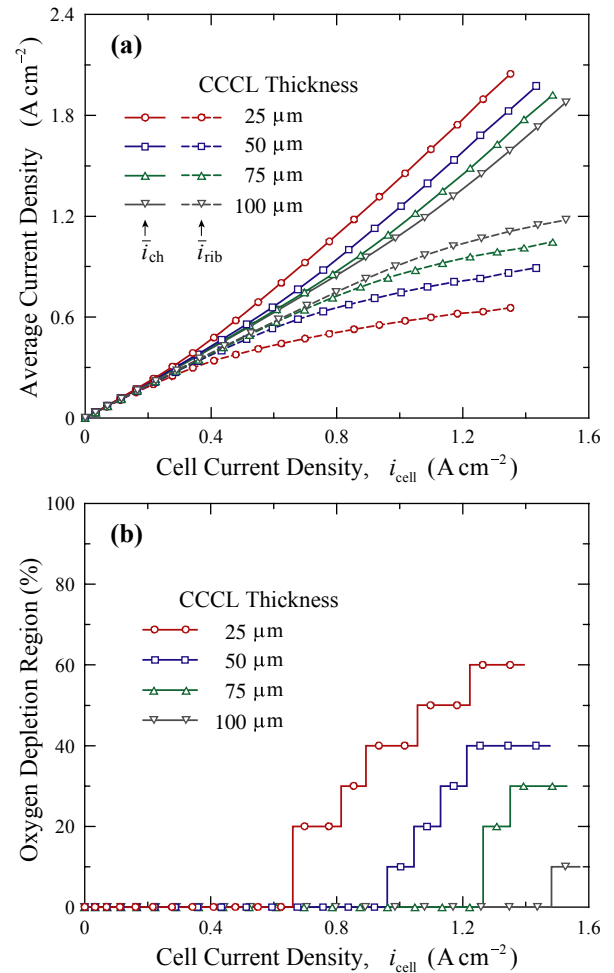 (a)
Average Current Density (A cm⁻²)
2.4
1.8
1.2
0.6
0
CCCL Thickness
25 μm
50 μm
75 μm
100 μm
i̅ch i̅rib
0 0.4 0.8 1.2 1.6
Cell Current Density, icell (A cm⁻²)
(b)
Oxygen Depletion Region (%)
100
80
60
40
20
0
CCCL Thickness
25 μm
50 μm
75 μm
100 μm
0 0.4 0.8 1.2 1.6
Cell Current Density, icell (A cm⁻²)